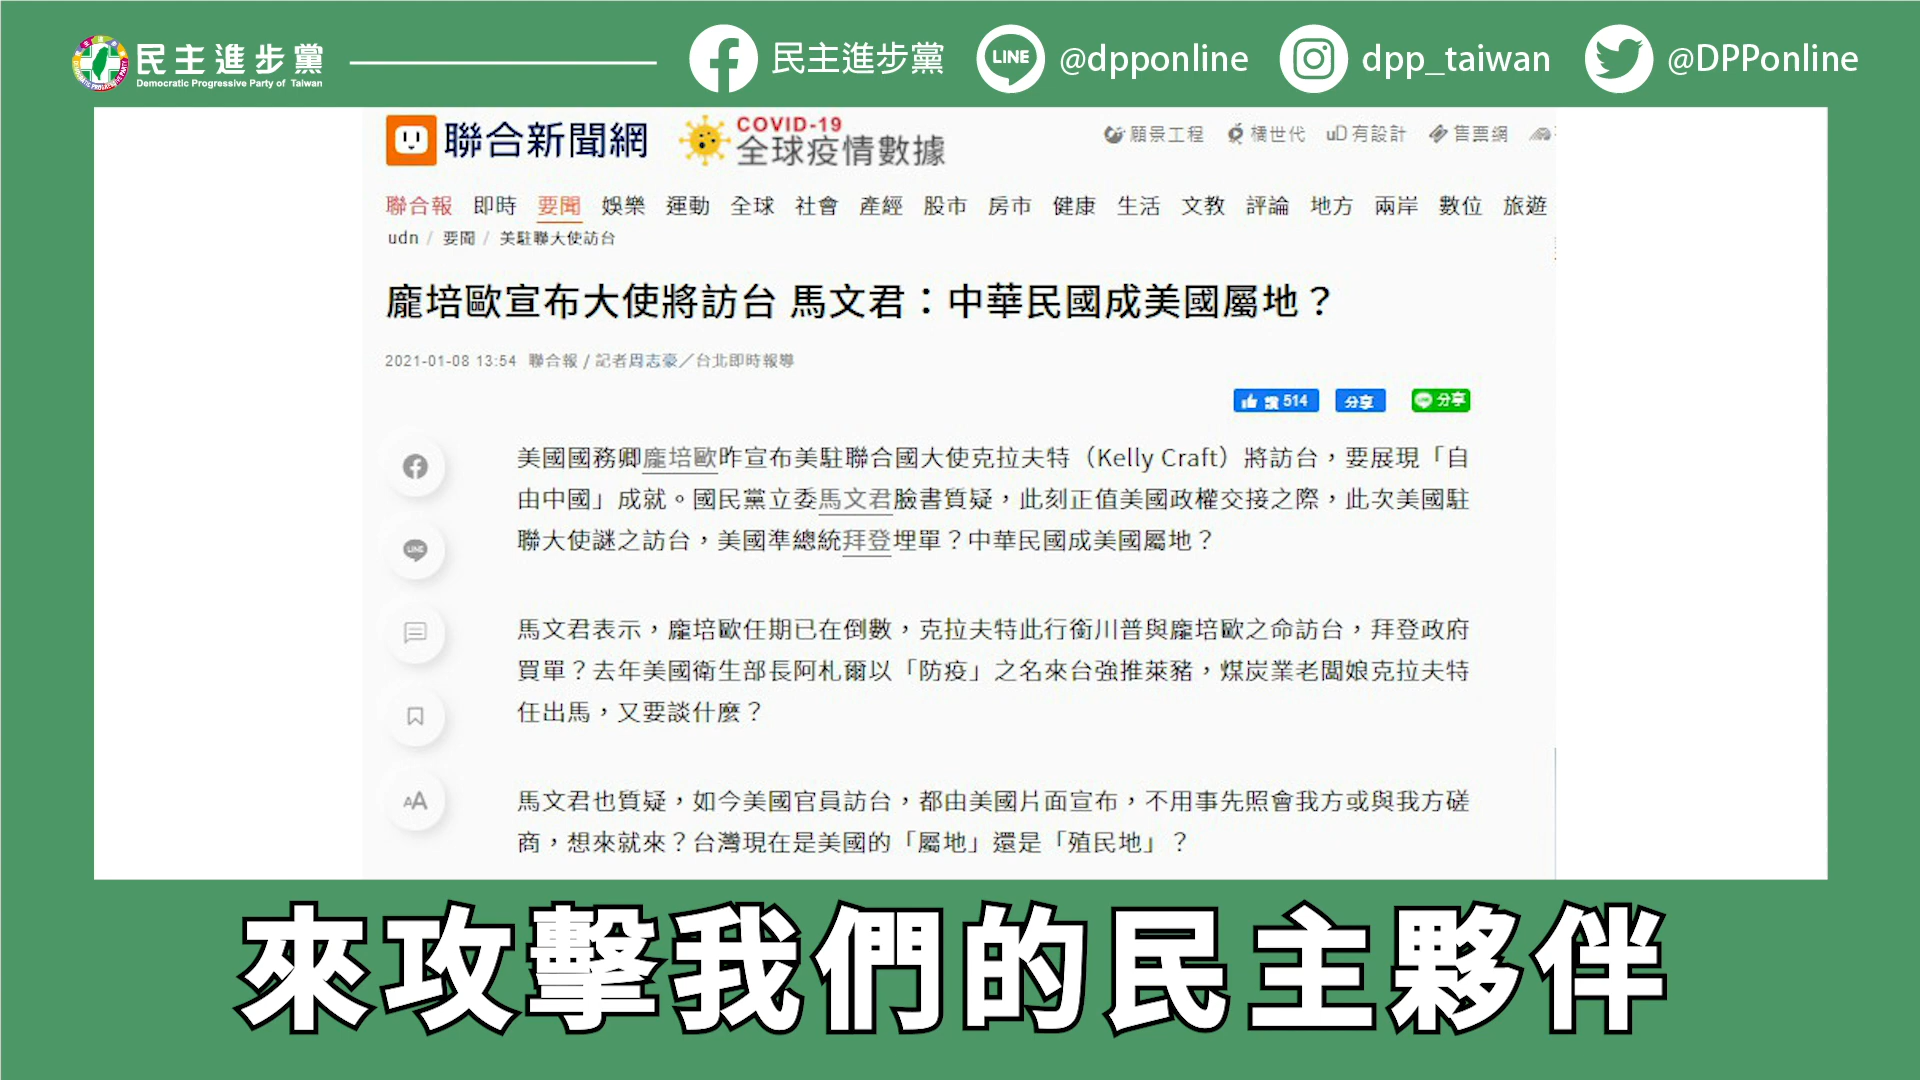 民主進步黨
Democratic Progressive Party of Taiwan
民主進步黨
LINE
@dpponline
dpp_taiwan
@DPPonline
聯合新聞網
COVID-19
全球疫情數據
願景工程 橘世代 uD有設計 售票網
聯合報 即時 要聞 娛樂 運動 全球 社會 產經 股市 房市 健康 生活 文教 評論 地方 兩岸 數位 旅遊
udn / 要聞 / 美駐聯大使訪台
龐培歐宣布大使將訪台 馬文君：中華民國成美國屬地？
2021-01-08 13:54 聯合報 / 記者周志豪／台北即時報導
讚 514 分享 分享
美國國務卿龐培歐昨宣布美駐聯合國大使克拉夫特（Kelly Craft）將訪台，要展現「自
由中國」成就。國民黨立委馬文君臉書質疑，此刻正值美國政權交接之際，此次美國駐
聯大使謎之訪台，美國準總統拜登埋單？中華民國成美國屬地？
馬文君表示，龐培歐任期已在倒數，克拉夫特此行銜川普與龐培歐之命訪台，拜登政府
買單？去年美國衛生部長阿札爾以「防疫」之名來台強推萊豬，煤炭業老闆娘克拉夫特
任出馬，又要談什麼？
馬文君也質疑，如今美國官員訪台，都由美國片面宣布，不用事先照會我方或與我方磋
商，想來就來？台灣現在是美國的「屬地」還是「殖民地」？
LINE
AA
來攻擊我們的民主夥伴